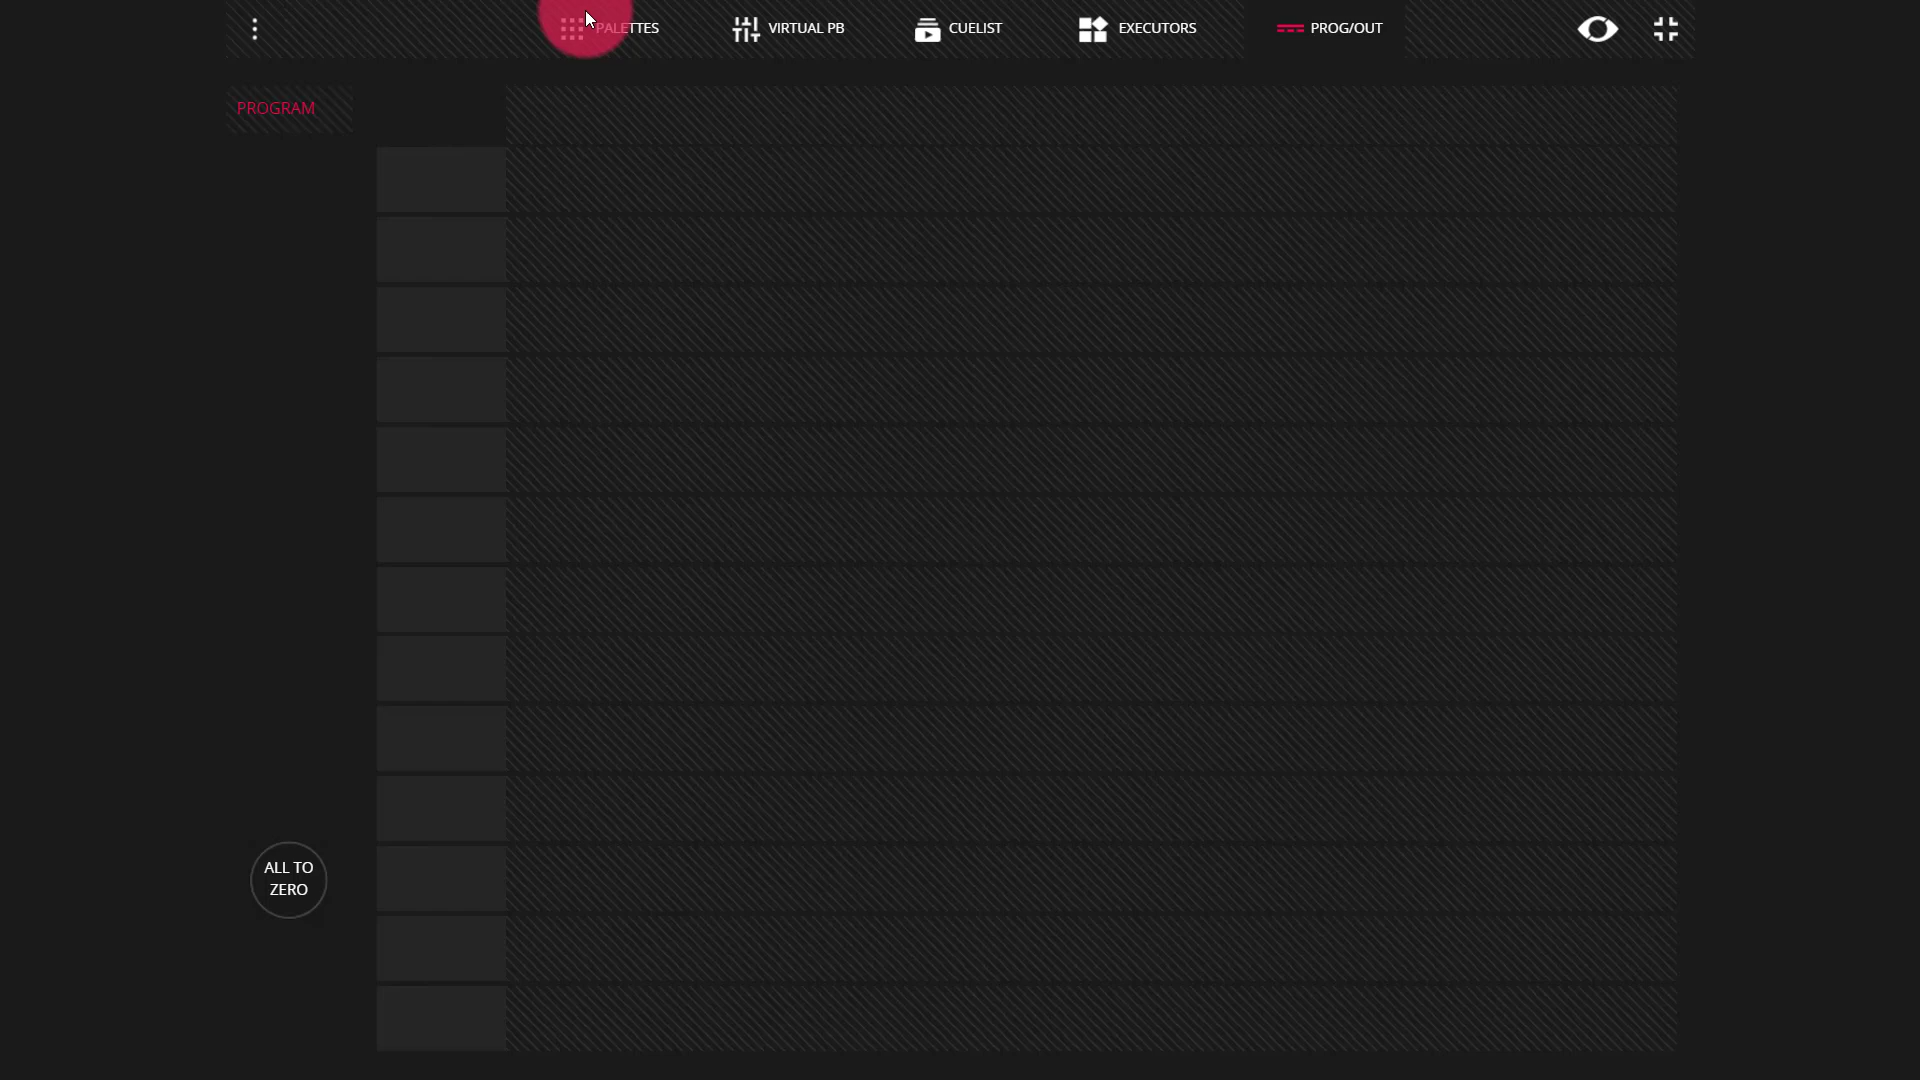 PALETTES
VIRTUAL PB
CUELIST
EXECUTORS
PROG/OUT
PROGRAM
ALL TO
ZERO